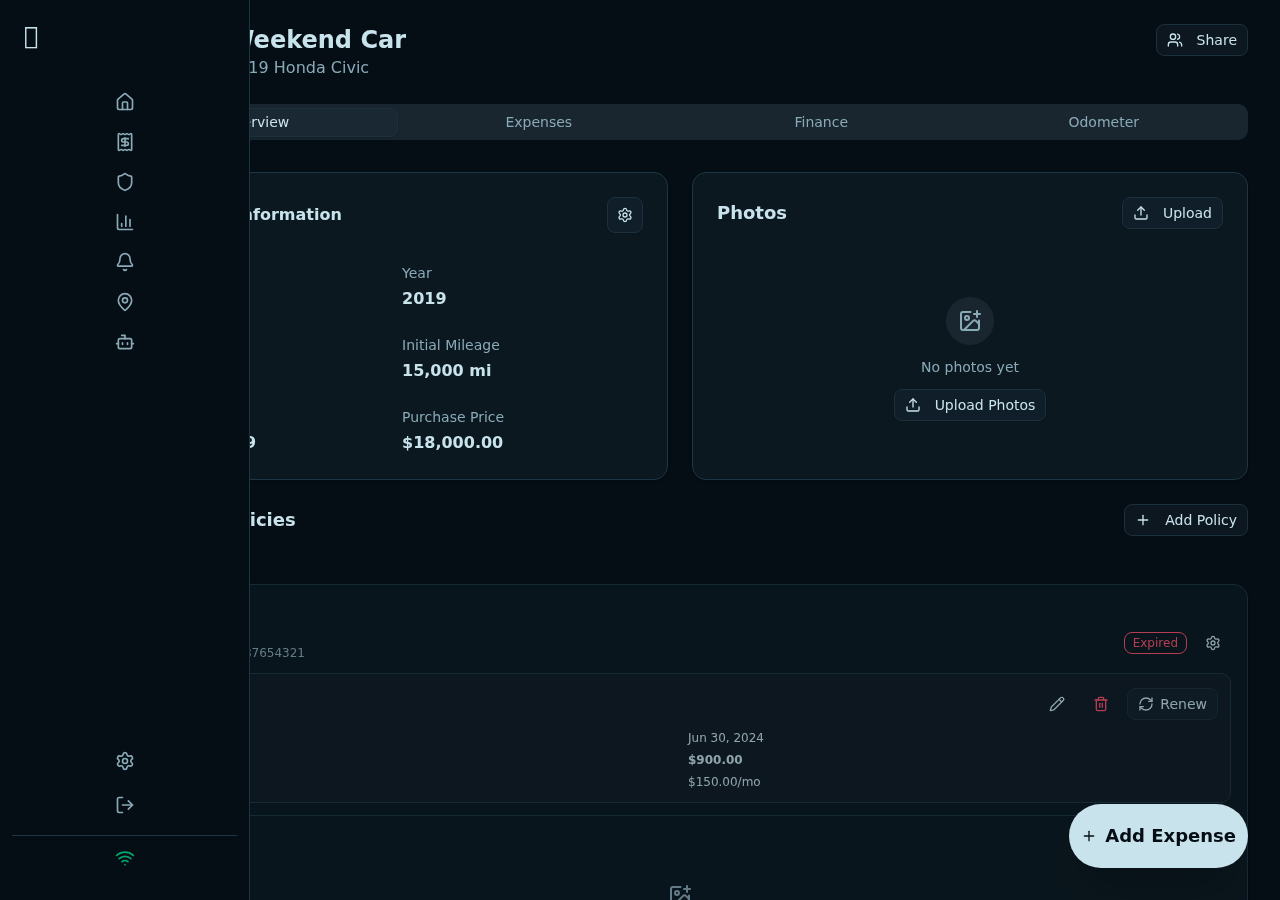 Weekend Car
19 Honda Civic
Share
rview
Expenses
Finance
Odometer
nformation
Photos
Upload
Year
2019
Initial Mileage
15,000 mi
No photos yet
Upload Photos
Purchase Price
9
$18,000.00
icies
Add Policy
7654321
Expired
Renew
Jun 30, 2024
$900.00
$150.00/mo
Add Expense